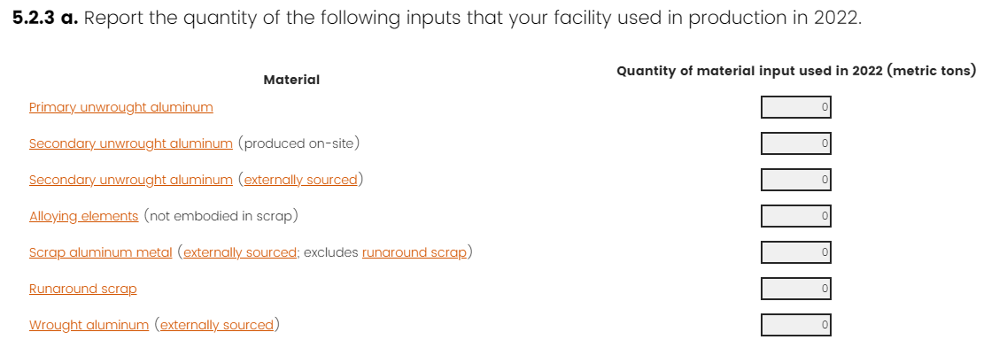 5.2.3 a. Report the quantity of the following inputs that your facility used in production in 2022.
Material
Quantity of material input used in 2022 (metric tons)
Primary unwrought aluminum 0
Secondary unwrought aluminum (produced on-site) 0
Secondary unwrought aluminum (externally sourced) 0
Alloying elements (not embodied in scrap) 0
Scrap aluminum metal (externally sourced; excludes runaround scrap) 0
Runaround scrap 0
Wrought aluminum (externally sourced) 0